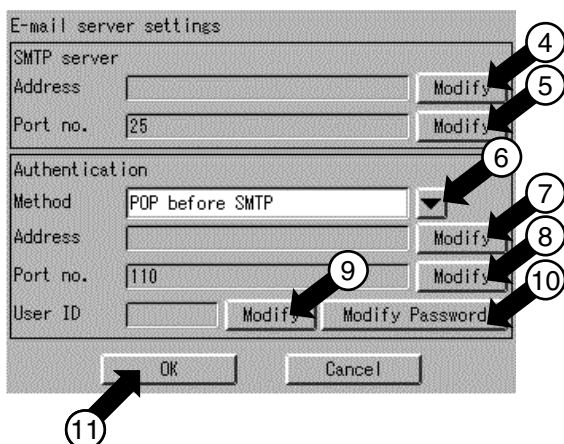 E-mail server settings
SMTP server
④
Address Modify
⑤
Port no. 25 Modify
Authentication
⑥
Method POP before SMTP
⑦
Address Modify
⑧
Port no. 110 Modify
⑨ ⑩
User ID Modify Modify Password
OK Cancel
⑪